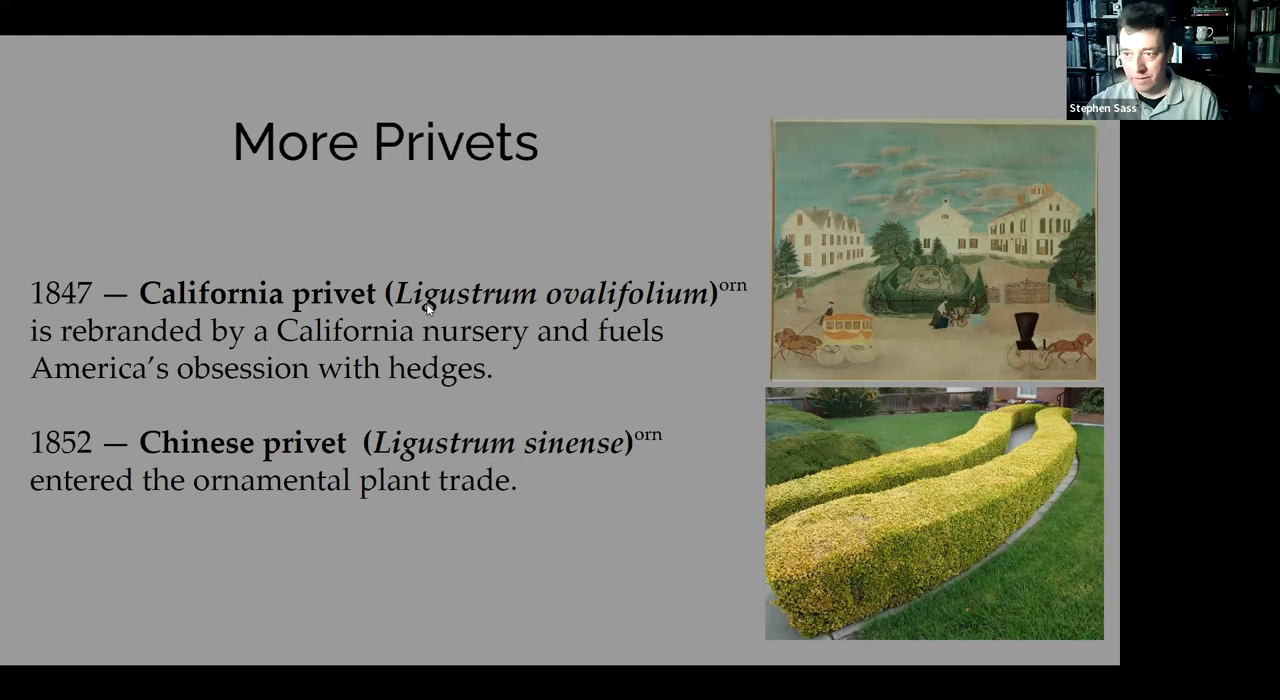 Stephen Sass
More Privets
1847 — California privet (Ligustrum ovalifolium)orn
is rebranded by a California nursery and fuels
America’s obsession with hedges.
1852 — Chinese privet  (Ligustrum sinense)orn
entered the ornamental plant trade.